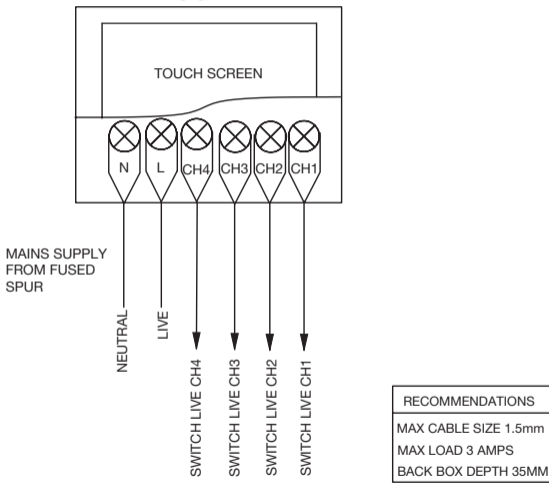 TOUCH SCREEN
N L CH4 CH3 CH2 CH1
MAINS SUPPLY
FROM FUSED
SPUR
NEUTRAL
LIVE
SWITCH LIVE CH4
SWITCH LIVE CH3
SWITCH LIVE CH2
SWITCH LIVE CH1
RECOMMENDATIONS
MAX CABLE SIZE 1.5mm
MAX LOAD 3 AMPS
BACK BOX DEPTH 35MM